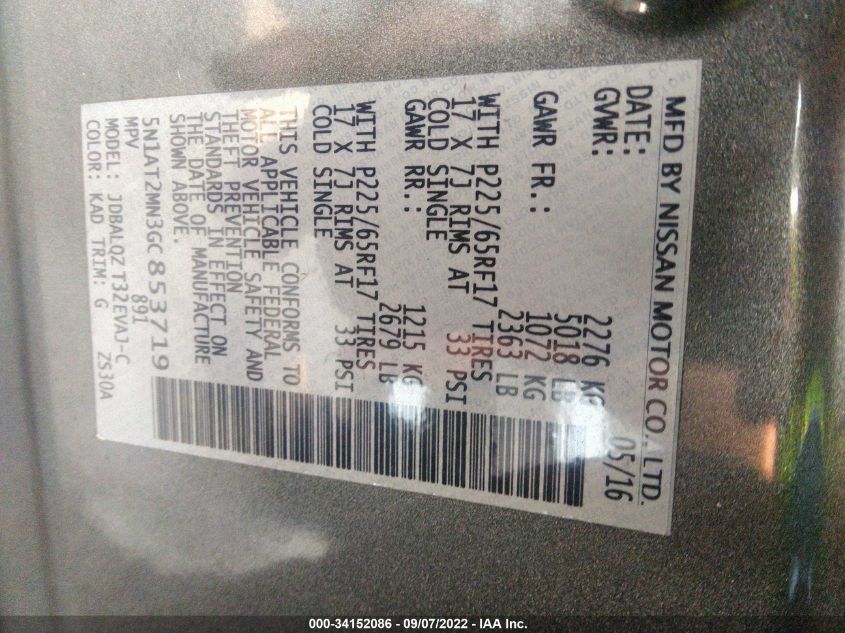 MFD BY NISSAN MOTOR CO., LTD.
DATE: 05/16
GVWR: 2276 KG
5018 LB
GAWR FR.: 1072 KG
2363 LB
WITH P225/65RF17 TIRES
17 X 7J RIMS AT 33 PSI
COLD SINGLE
GAWR RR.: 1215 KG
2679 LB
WITH P225/65RF17 TIRES
17 X 7J RIMS AT 33 PSI
COLD SINGLE
THIS VEHICLE CONFORMS TO
ALL APPLICABLE FEDERAL
MOTOR VEHICLE SAFETY AND
THEFT PREVENTION
STANDARDS IN EFFECT ON
THE DATE OF MANUFACTURE
SHOWN ABOVE.
5N1AT2MN3GC853719
MPV 891
MODEL: JDBALQZ T32EVAJ-C
COLOR: KAD TRIM: G ZS30A
000-34152086 - 09/07/2022 - IAA Inc.